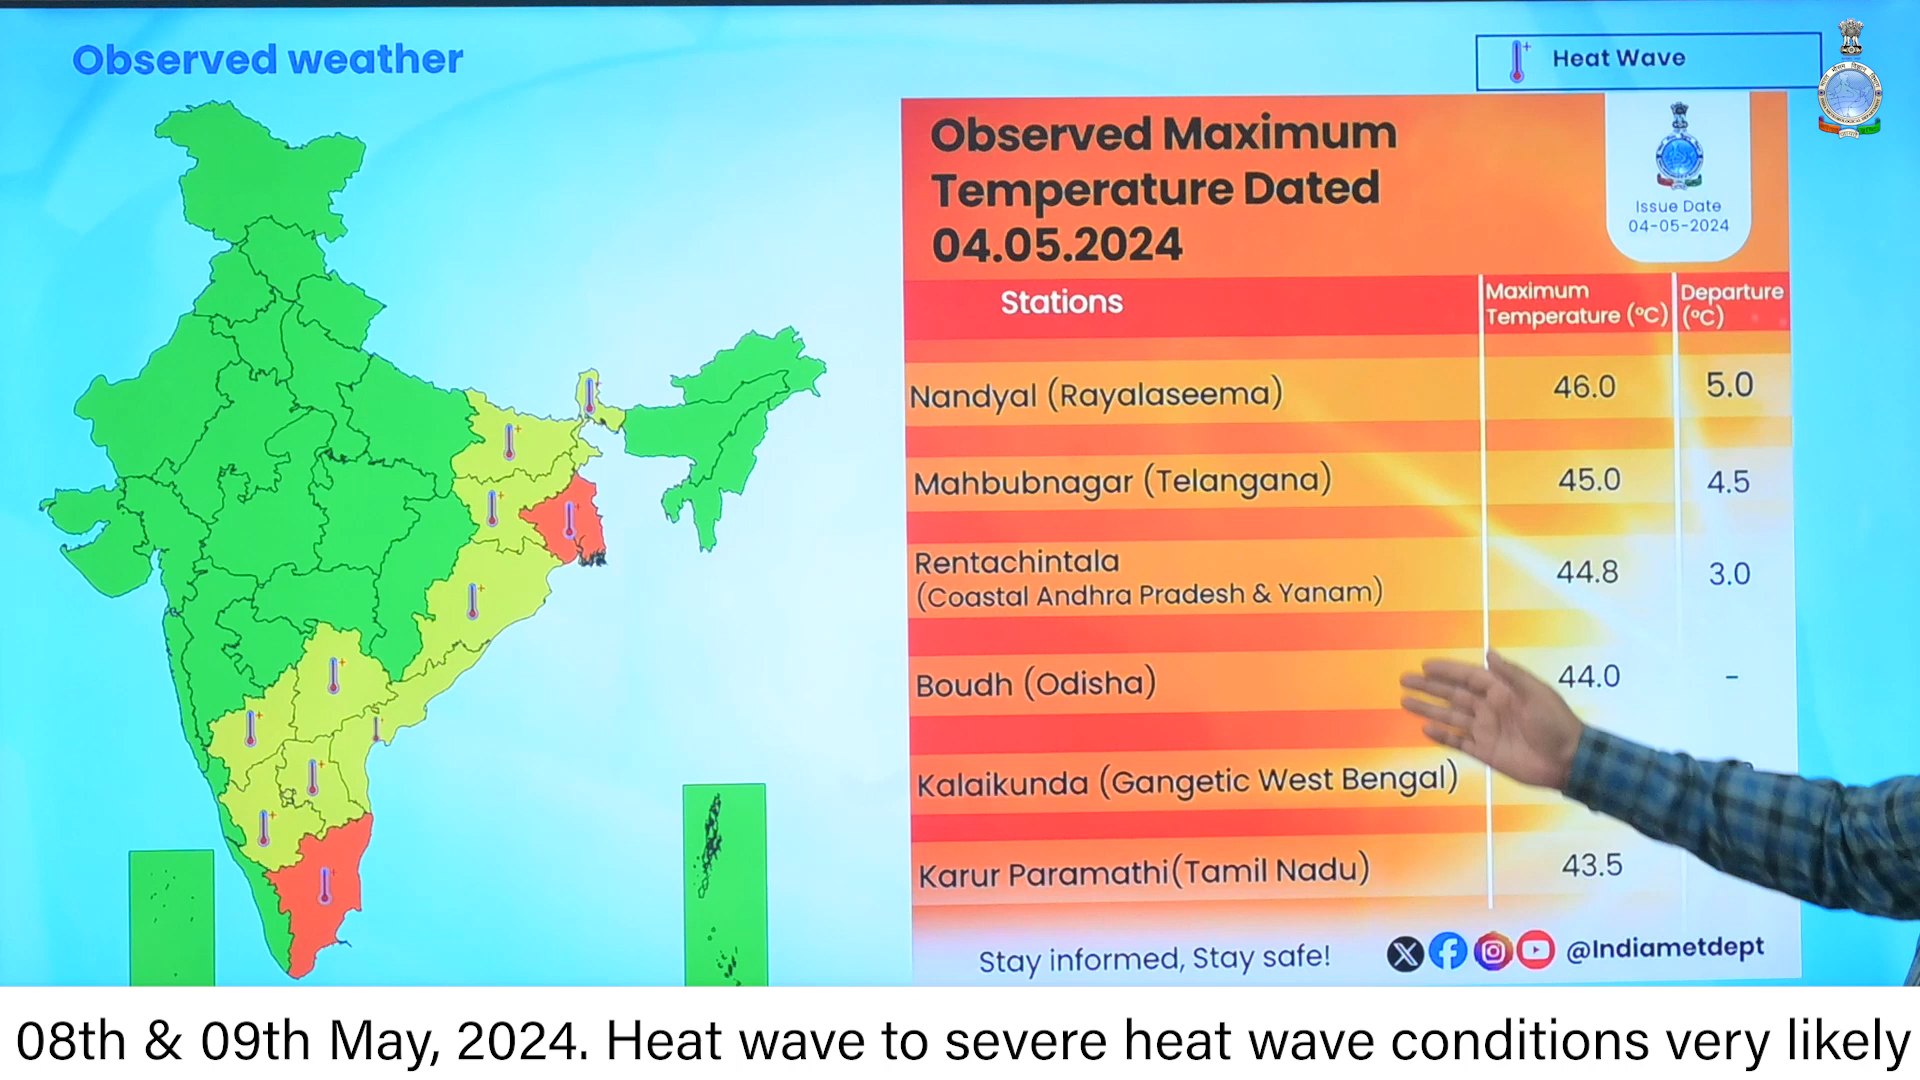 Observed weather
Heat Wave
Observed Maximum
Temperature Dated
04.05.2024
Issue Date
04-05-2024
Stations
Maximum
Temperature (°C)
Departure
(°C)
Nandyal (Rayalaseema)
46.0
5.0
Mahbubnagar (Telangana)
45.0
4.5
Rentachintala
(Coastal Andhra Pradesh & Yanam)
44.8
3.0
Boudh (Odisha)
44.0
-
Kalaikunda (Gangetic West Bengal)
Karur Paramathi(Tamil Nadu)
43.5
Stay informed, Stay safe!
@Indiametdept
08th & 09th May, 2024. Heat wave to severe heat wave conditions very likely